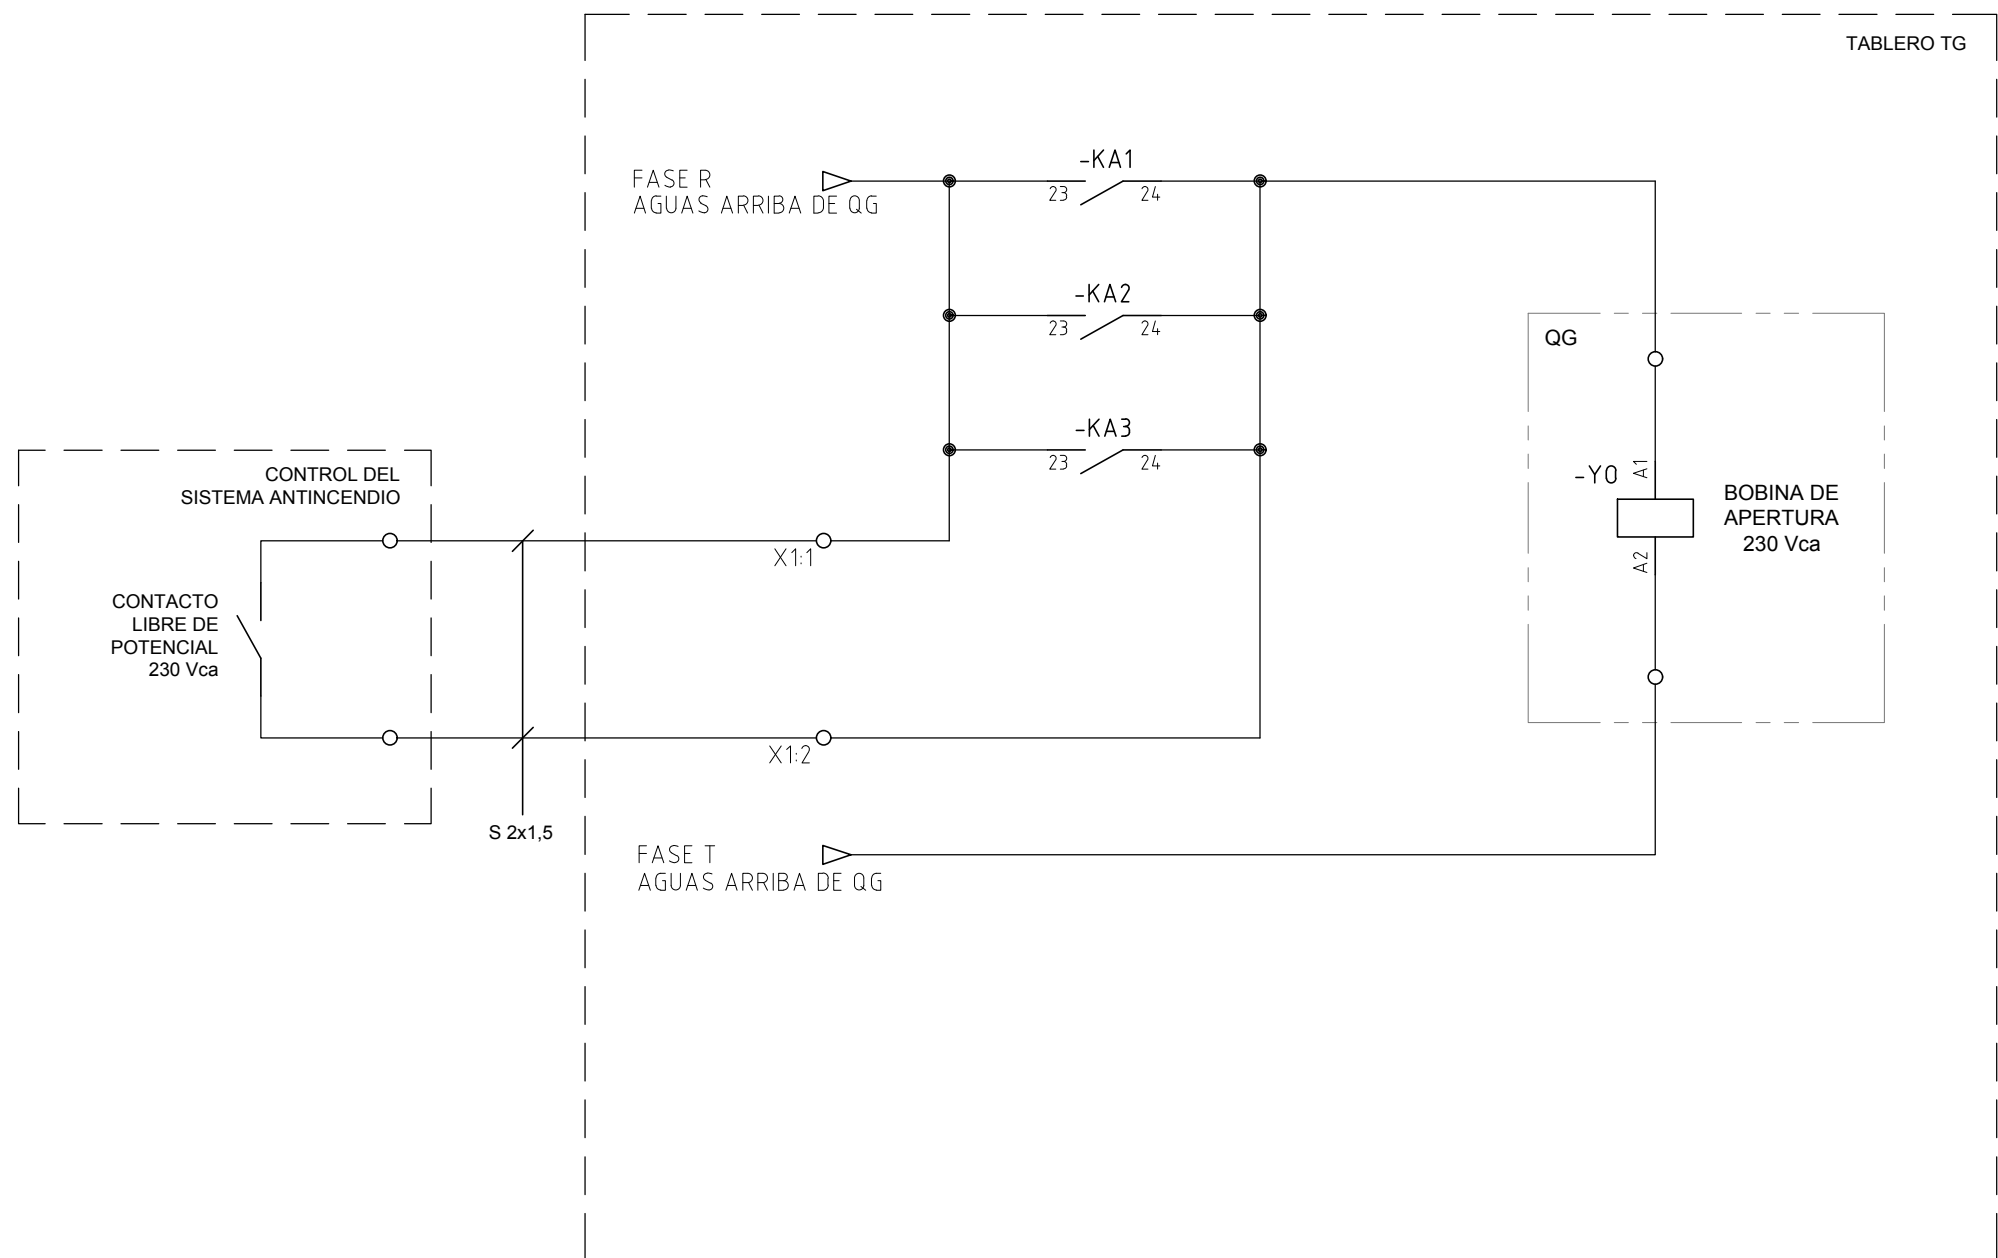 TABLERO TG
-KA1
FASE R
23
24
AGUAS ARRIBA DE QG
-KA2
23
24
QG
-KA3
23
24
CONTROL DEL
SISTEMA ANTINCENDIO
-Y0
A1
BOBINA DE
APERTURA
230 Vca
A2
X1:1
CONTACTO
LIBRE DE
POTENCIAL
230 Vca
X1:2
S 2x1,5
FASE T
AGUAS ARRIBA DE QG